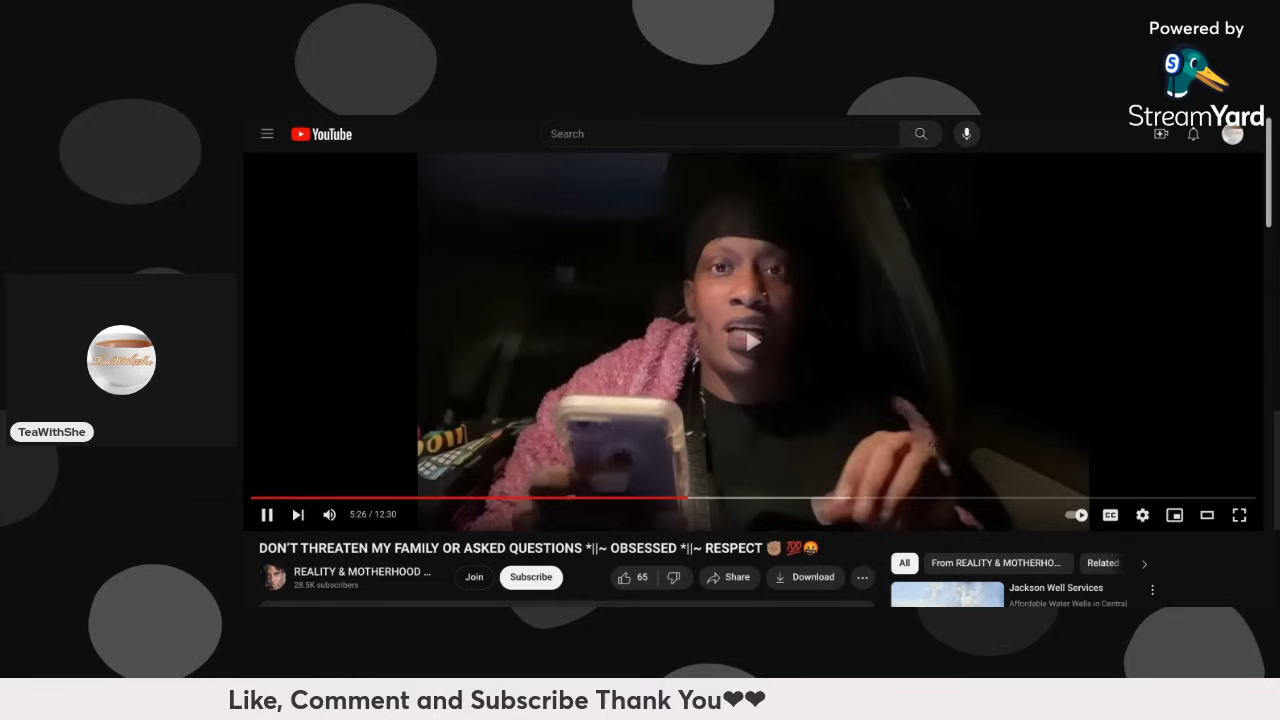 Powered by
StreamYard
YouTube
Search
TeaWithShe
5:26 / 12:30
CC
DON'T THREATEN MY FAMILY OR ASKED QUESTIONS *||~ OBSESSED *||~ RESPECT ✊🏽 💯🤬
REALITY & MOTHERHOOD ...
28.5K subscribers
Join
Subscribe
65
Share
Download
All
From REALITY & MOTHERHO...
Related
Jackson Well Services
Affordable Water Wells in Central
Like, Comment and Subscribe Thank You❤❤